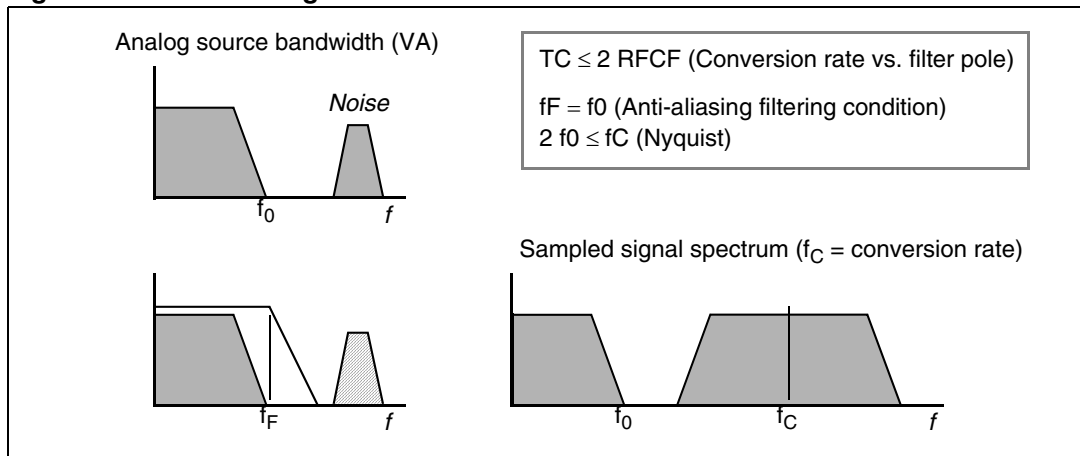 Analog source bandwidth (VA)
Noise
f0
f
TC ≤ 2 RFCF (Conversion rate vs. filter pole)
fF = f0 (Anti-aliasing filtering condition)
2 f0 ≤ fC (Nyquist)
fF
f
Sampled signal spectrum (fC = conversion rate)
f0
fC
f